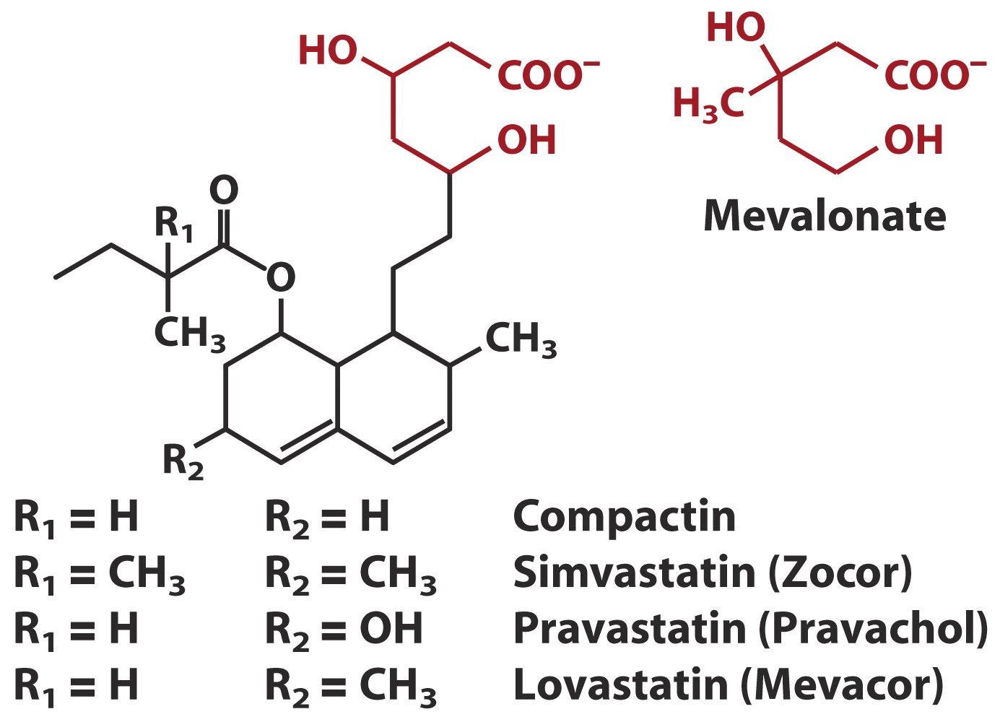 HO
COO⁻
OH
HO
H₃C
COO⁻
OH
Mevalonate
O
R₁
O
CH₃
CH₃
R₂
R₁ = H R₂ = H Compactin
R₁ = CH₃ R₂ = CH₃ Simvastatin (Zocor)
R₁ = H R₂ = OH Pravastatin (Pravachol)
R₁ = H R₂ = CH₃ Lovastatin (Mevacor)